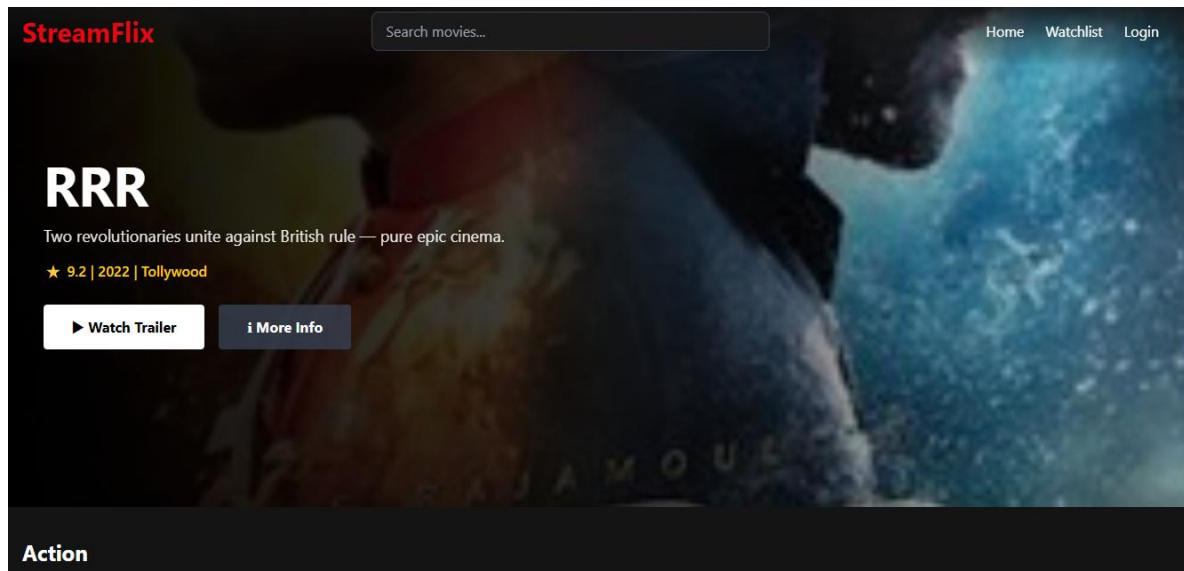 StreamFlix
Search movies...
Home Watchlist Login
RRR
Two revolutionaries unite against British rule — pure epic cinema.
★ 9.2 | 2022 | Tollywood
▶ Watch Trailer
ℹ More Info
RAJAMOUL
Action